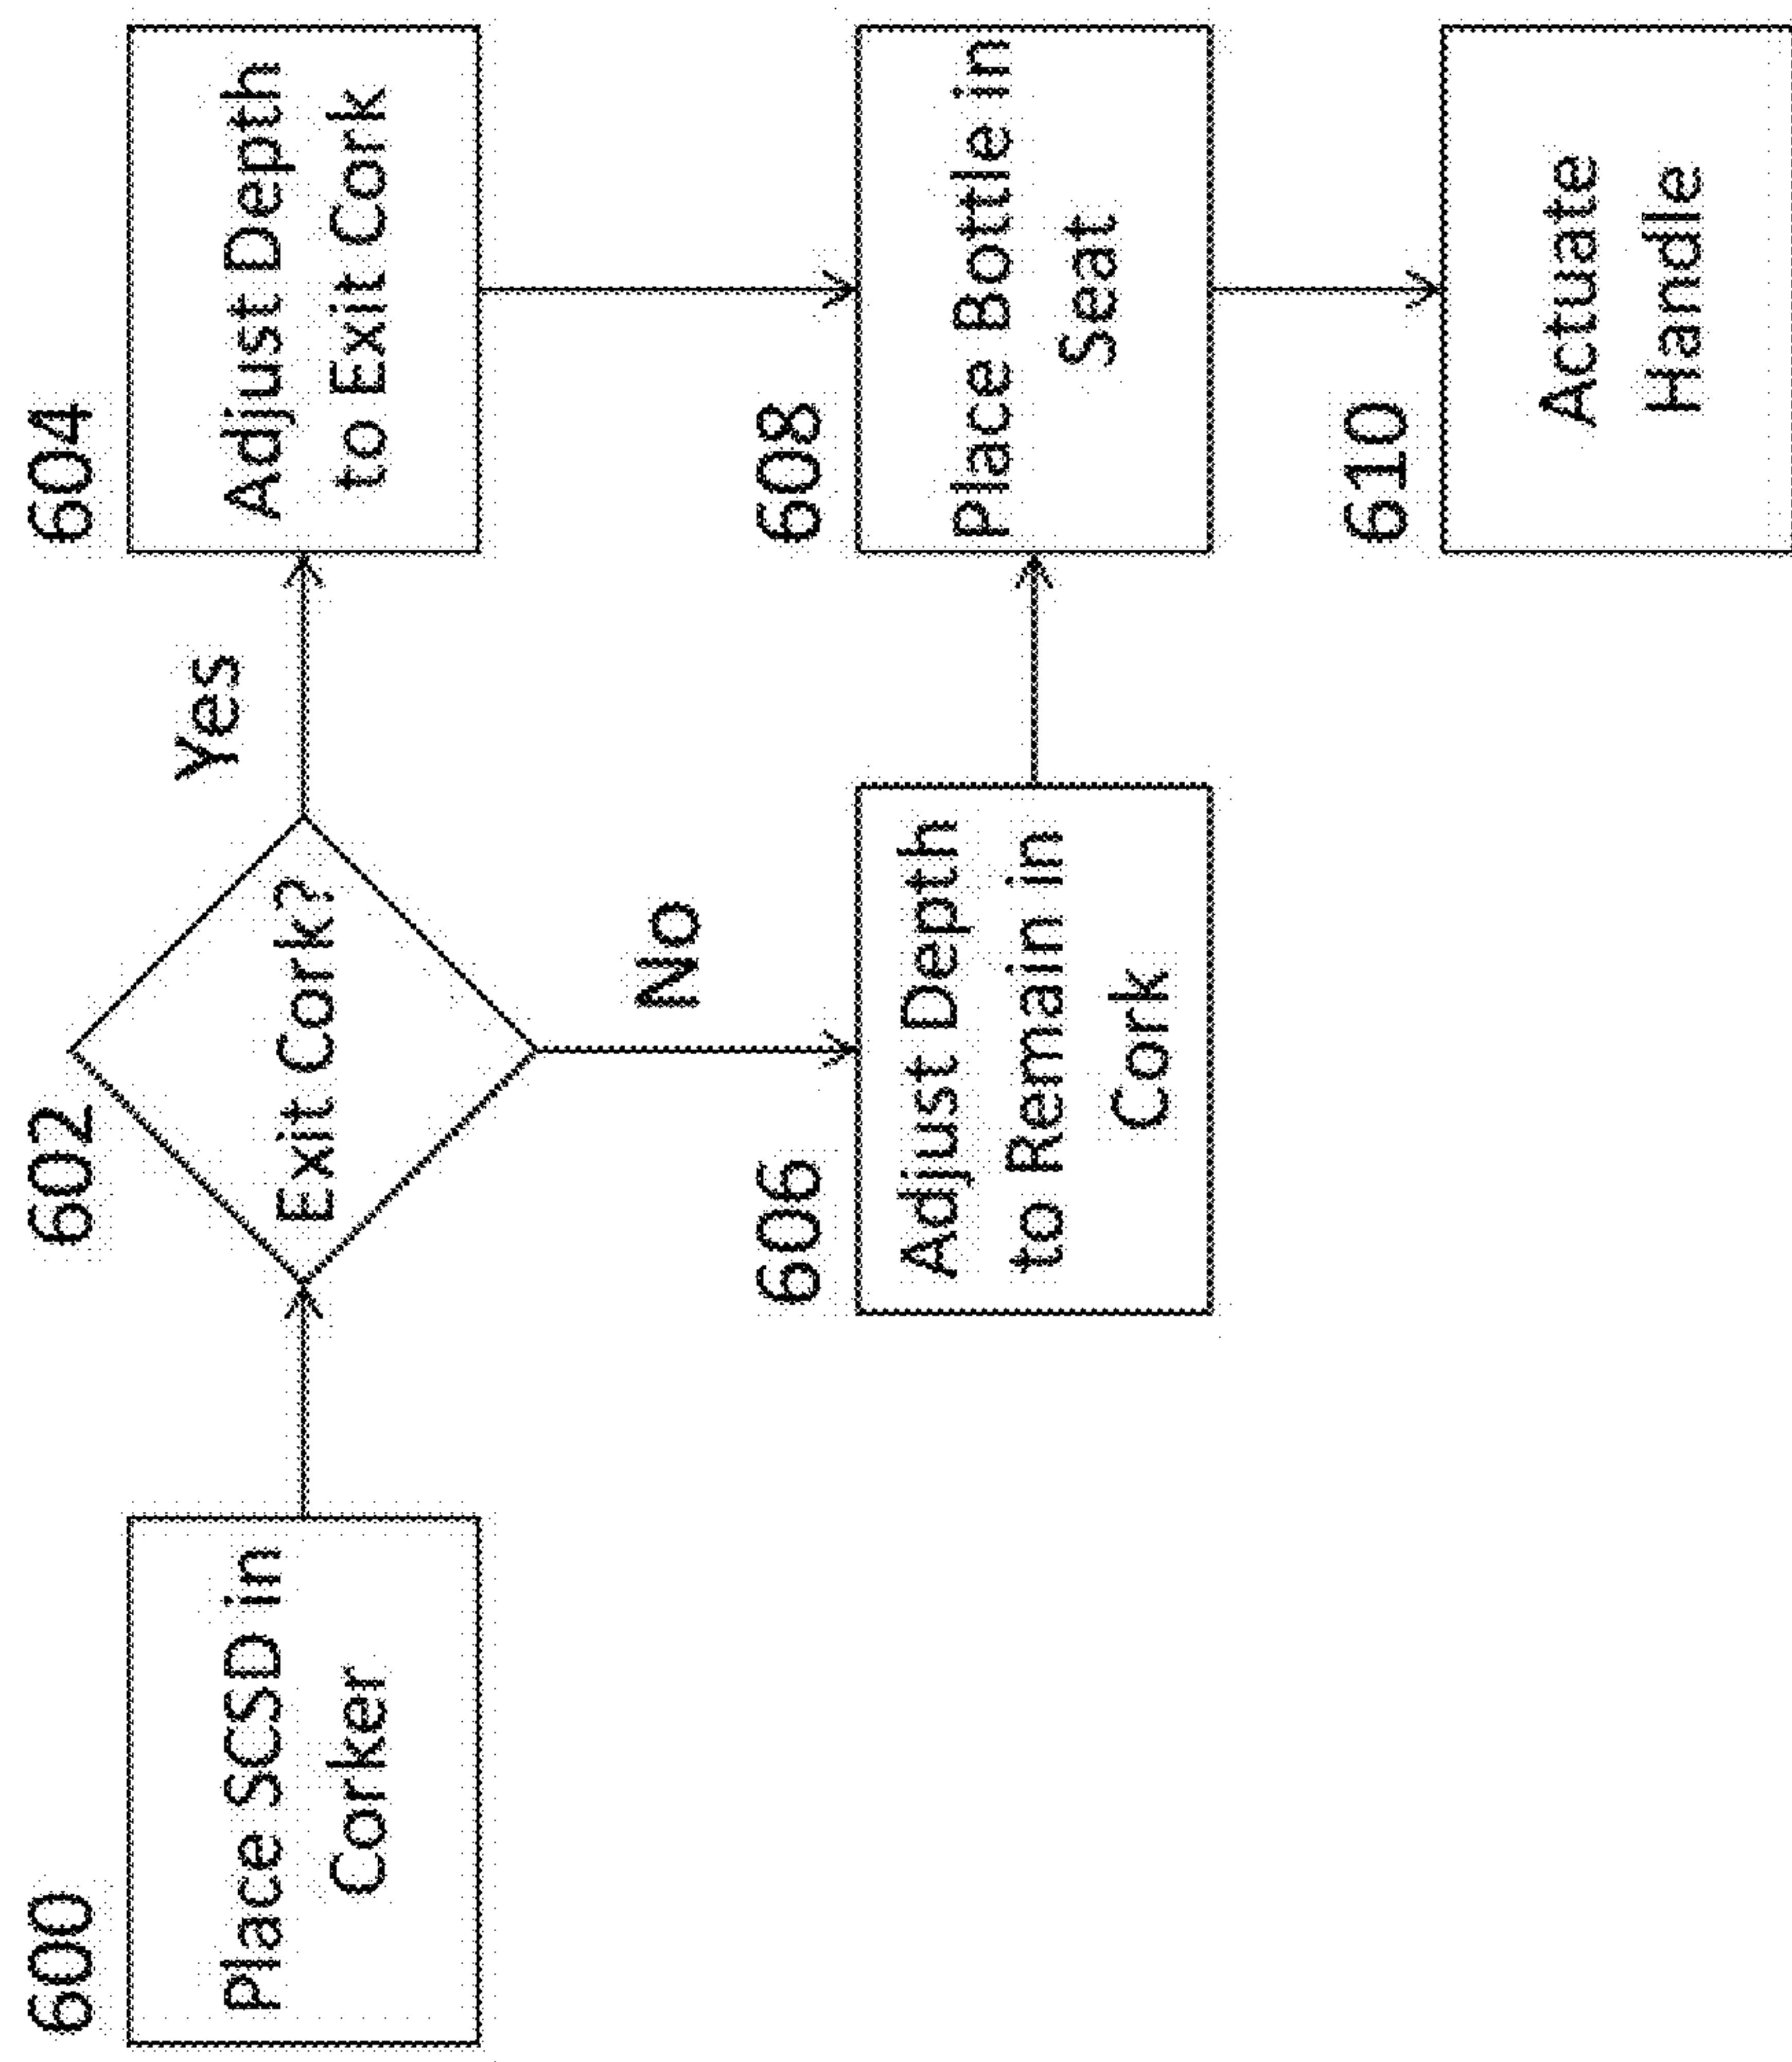 600
Place SCSD in
Corker
602
Exit Cork?
Yes
604
Adjust Depth
to Exit Cork
No
606
Adjust Depth
to Remain in
Cork
608
Place Bottle in
Seat
610
Actuate
Handle